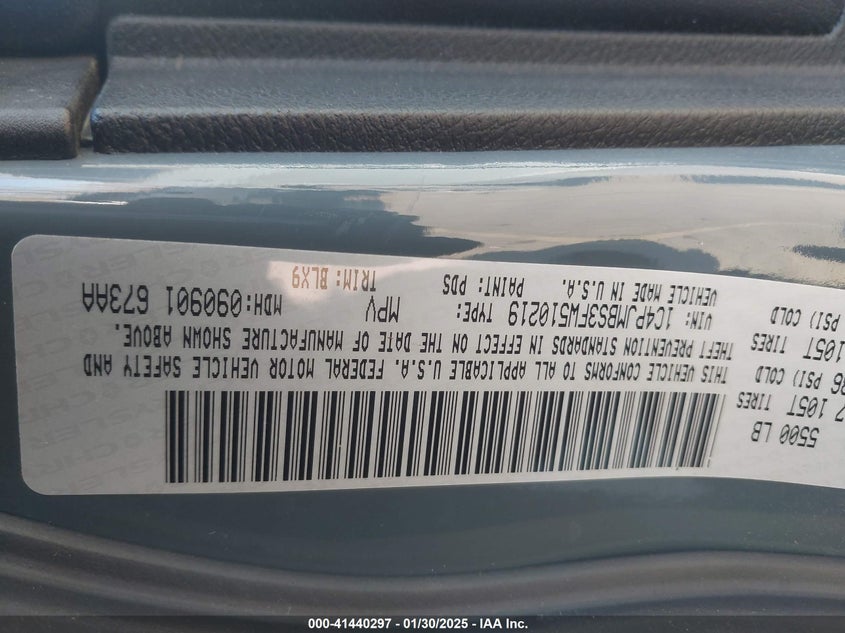 5500 LB
105T TIRES
PSI) COLD
105T TIRES
PSI) COLD
THIS VEHICLE CONFORMS TO ALL APPLICABLE U.S.A. FEDERAL MOTOR VEHICLE SAFETY AND
THEFT PREVENTION STANDARDS IN EFFECT ON THE DATE OF MANUFACTURE SHOWN ABOVE.
VIN: 1C4PJMBS3FW510219 TYPE: MPV MDH:090901 673AA
PAINT: PDS TRIM: BLX9
VEHICLE MADE IN U.S.A.
000-41440297 - 01/30/2025 - IAA Inc.